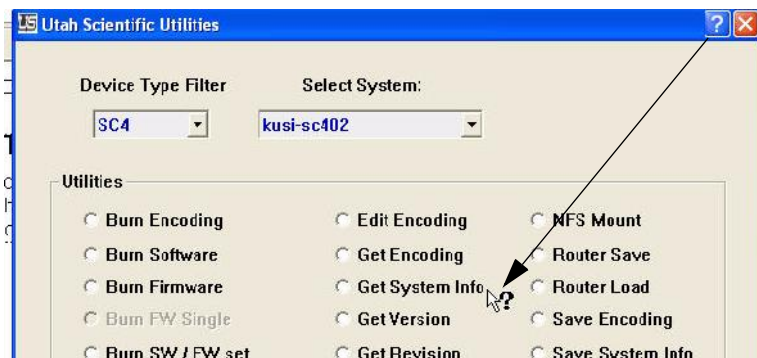 Utah Scientific Utilities
Device Type Filter Select System:
SC4 kusi-sc402
Utilities
Burn Encoding Edit Encoding NFS Mount
Burn Software Get Encoding Router Save
Burn Firmware Get System Info Router Load
Burn FW Single Get Version Save Encoding
Burn SW / FW set Get Revision Save System Info